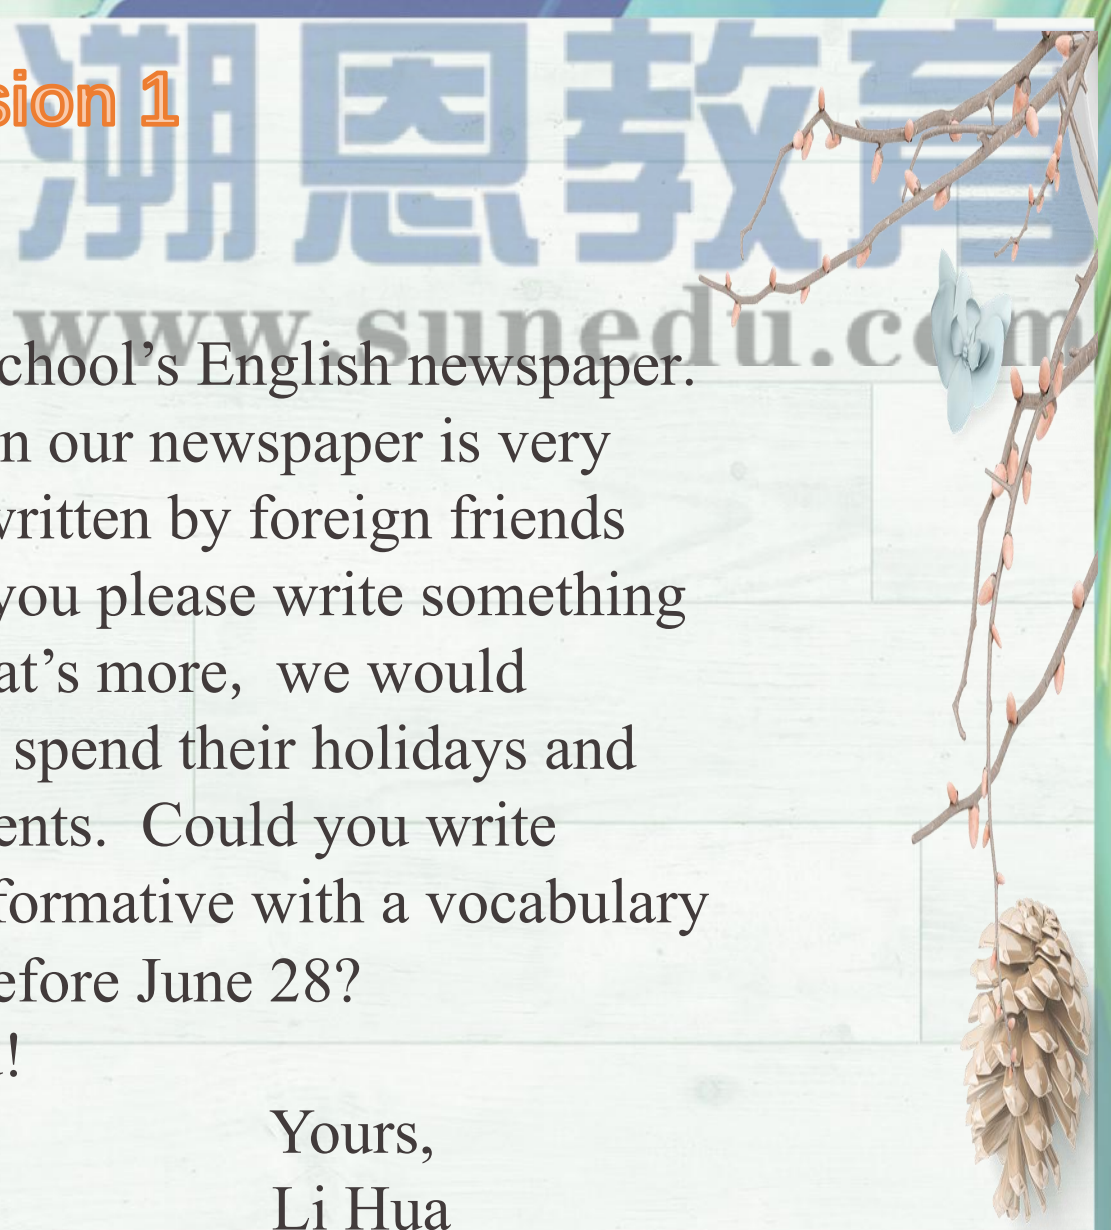 sion 1
溯恩教育
www.sunedu.com
chool’s English newspaper.
n our newspaper is very
written by foreign friends
you please write something
at’s more, we would
spend their holidays and
ents. Could you write
formative with a vocabulary
efore June 28?
!
Yours,
Li Hua